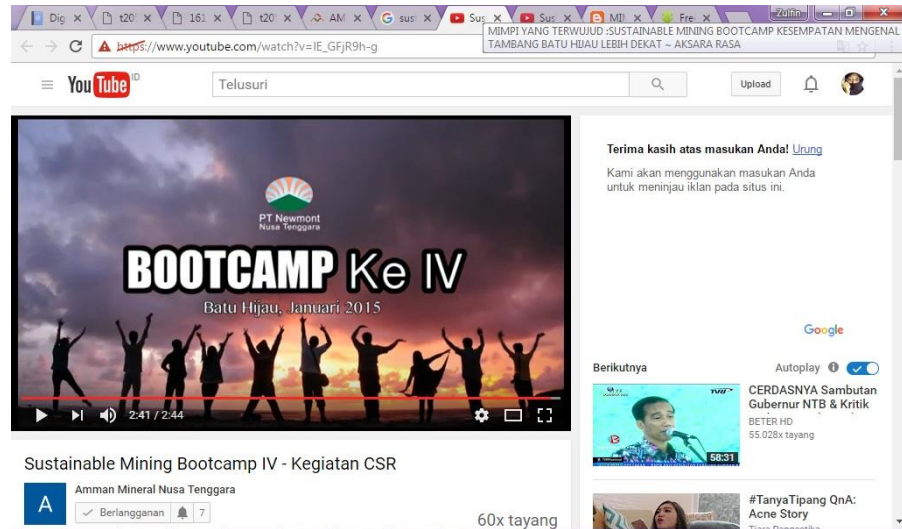 Dig
t20
161
t20
AM
G sus
Sus
Sus
MII
Fre
Zulfin
MIMPI YANG TERWUJUD :SUSTAINABLE MINING BOOTCAMP KESEMPATAN MENGENAL
TAMBANG BATU HIJAU LEBIH DEKAT ~ AKSARA RASA
https://www.youtube.com/watch?v=IE_GFjR9h-g
YouTube ID
Telusuri
Upload
PT Newmont
Nusa Tenggara
BOOTCAMP Ke IV
Batu Hijau, Januari 2015
2:41 / 2:44
Terima kasih atas masukan Anda! Urung
Kami akan menggunakan masukan Anda
untuk meninjau iklan pada situs ini.
Google
Berikutnya
Autoplay
CERDASNYA Sambutan
Gubernur NTB & Kritik
BETER HD
55.028x tayang
58:31
Sustainable Mining Bootcamp IV - Kegiatan CSR
A
Amman Mineral Nusa Tenggara
Berlangganan 7
60x tayang
#TanyaTipang QnA:
Acne Story